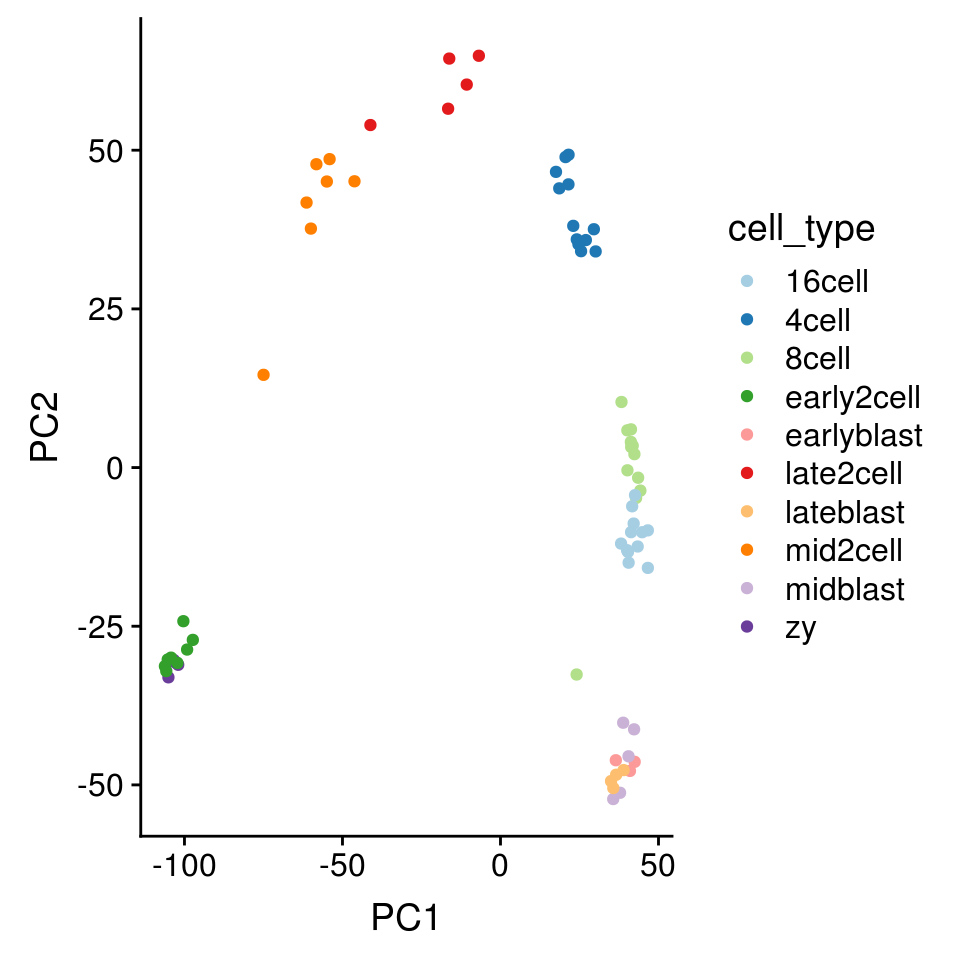 50
25
0
-25
-50
PC2
-100
-50
0
50
PC1
cell_type
16cell
4cell
8cell
early2cell
earlyblast
late2cell
lateblast
mid2cell
midblast
zy